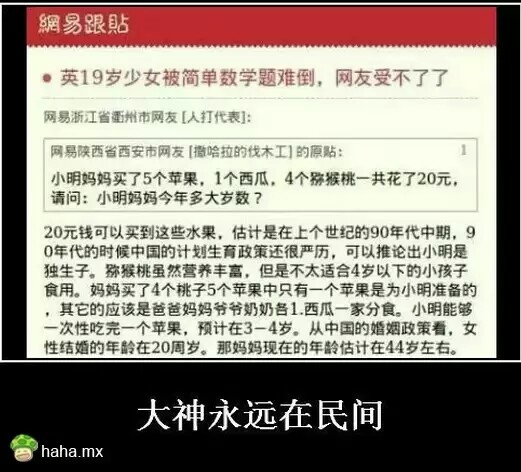 網易跟貼
英19岁少女被简单数学题难倒，网友受不了了
网易浙江省衢州市网友 [人打代表]：
网易陕西省西安市网友 [撒哈拉的伐木工] 的原贴： 1
小明妈妈买了5个苹果，1个西瓜，4个猕猴桃一共花了20元，
请问：小明妈妈今年多大岁数？
20元钱可以买到这些水果，估计是在上个世纪的90年代中期，9
0年代的时候中国的计划生育政策还很严历，可以推论出小明是
独生子。猕猴桃虽然营养丰富，但是不太适合4岁以下的小孩子
食用。妈妈买了4个桃子5个苹果中只有一个苹果是为小明准备的
，其它的应该是爸爸妈妈爷爷奶奶各1.西瓜一家分食。小明能够
一次性吃完一个苹果，预计在3－4岁。从中国的婚姻政策看，女
性结婚的年龄在20周岁。那妈妈现在的年龄估计在44岁左右。
大神永远在民间
haha.mx